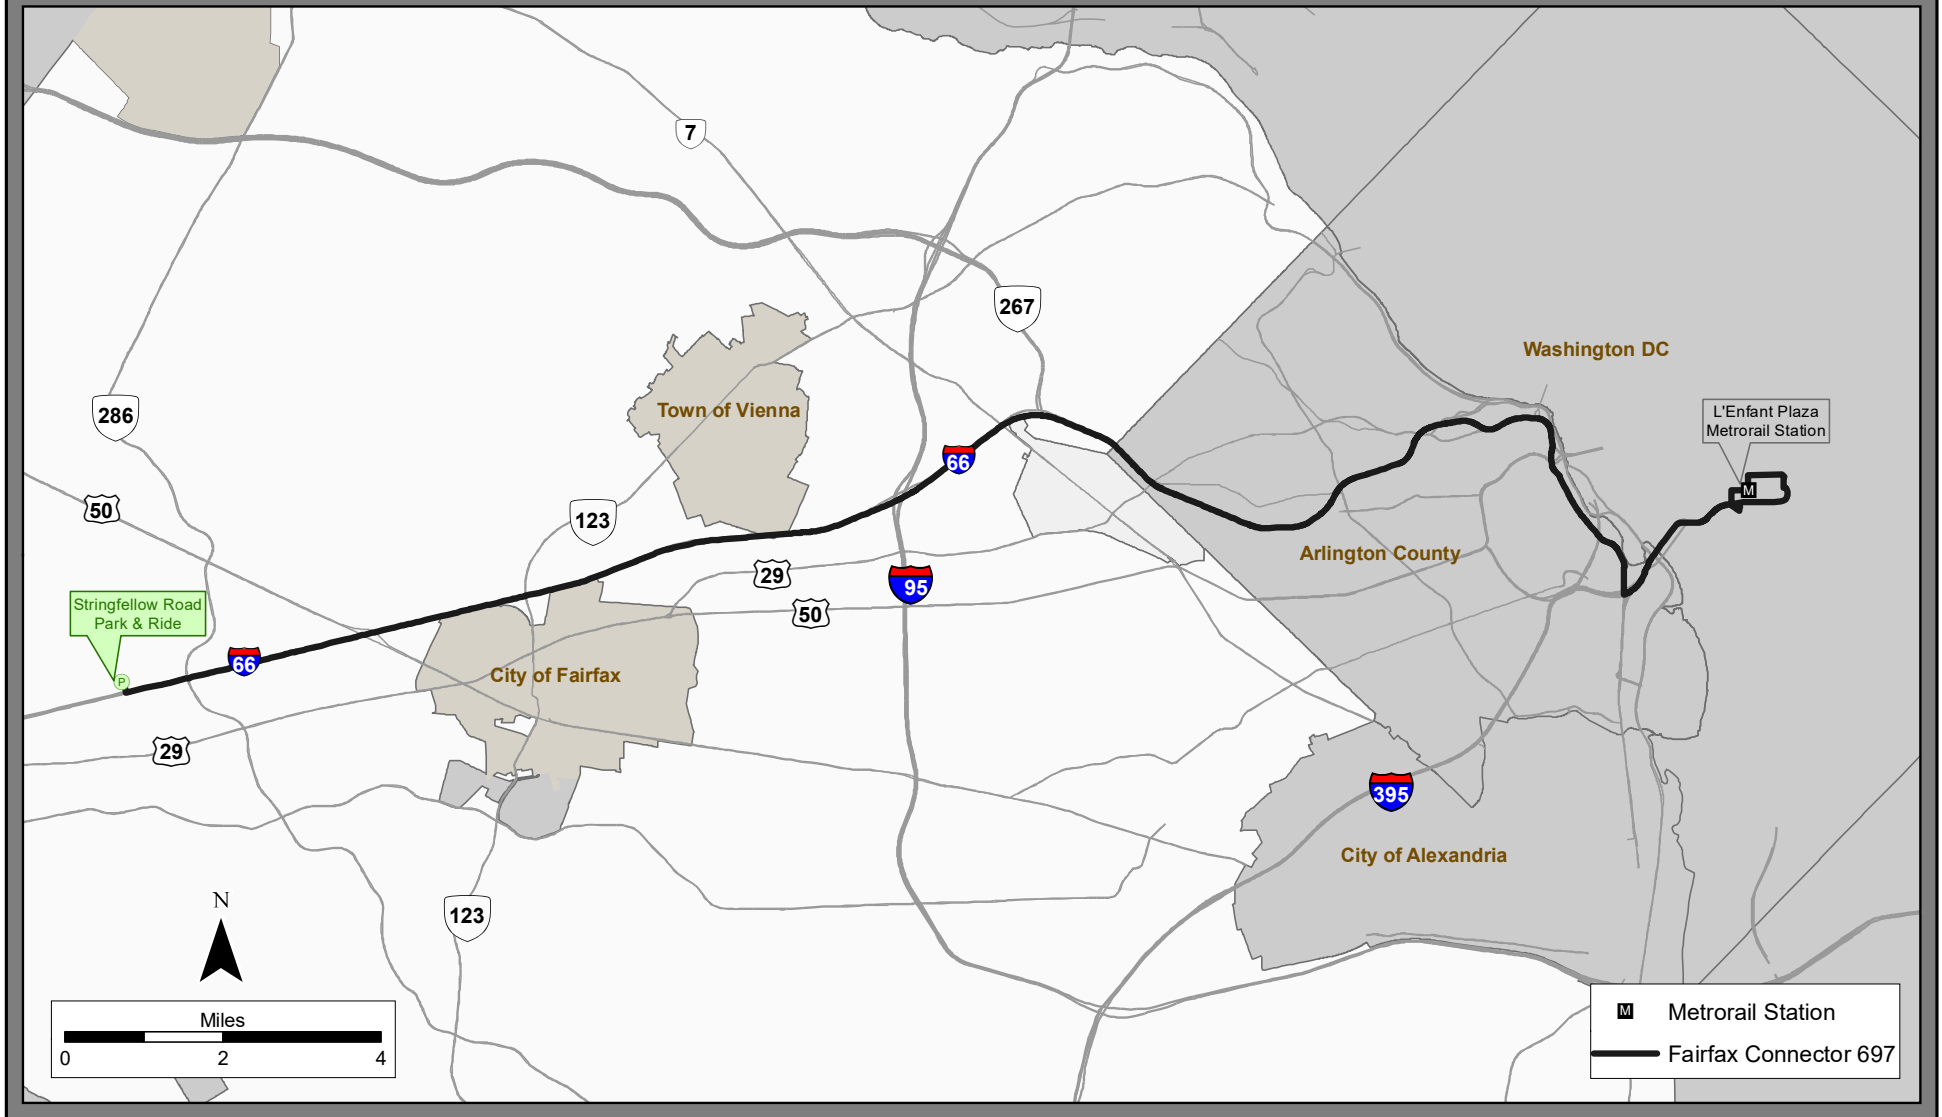 7
267
Washington DC
L'Enfant Plaza
Metrorail Station
M
286
Town of Vienna
66
50
123
29
95
50
Arlington County
Stringfellow Road
Park & Ride
P
66
City of Fairfax
29
395
City of Alexandria
N
123
Miles
0 2 4
M Metrorail Station
Fairfax Connector 697